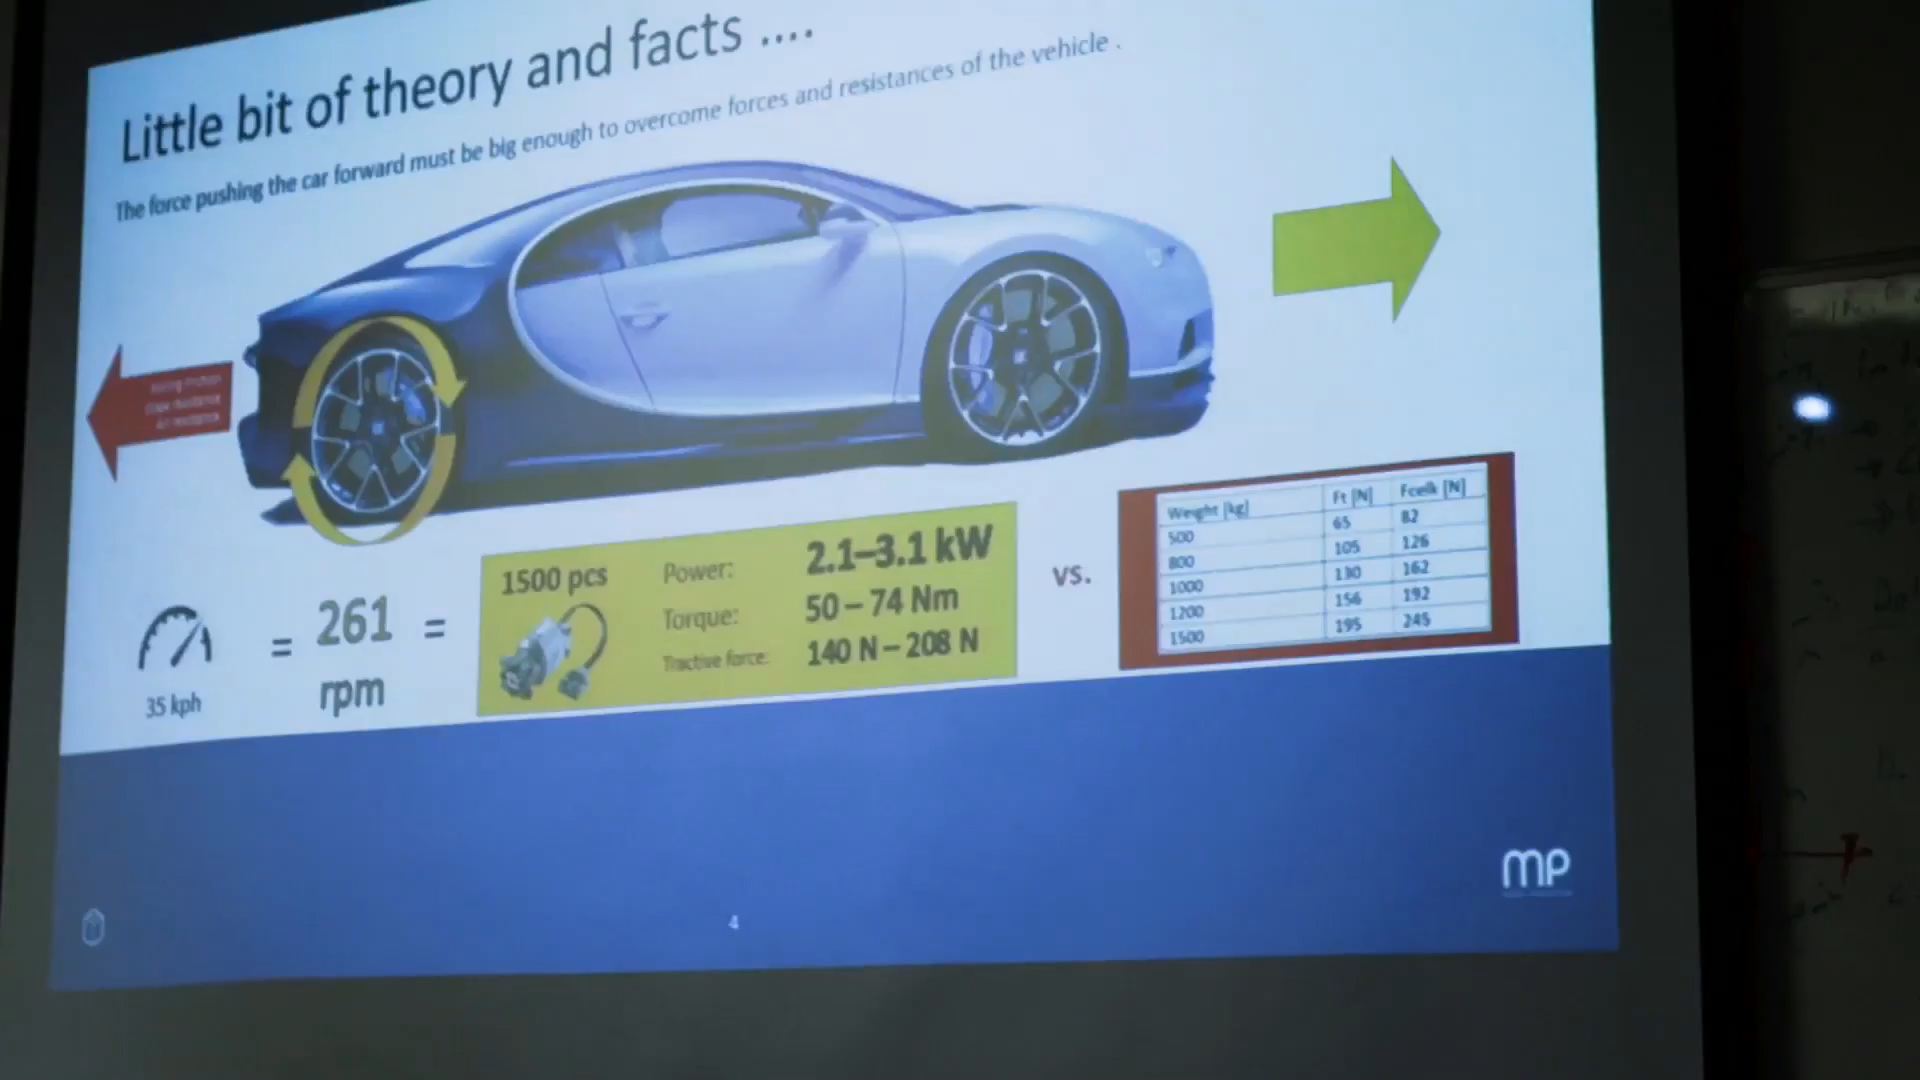 Little bit of theory and facts ....
The force pushing the car forward must be big enough to overcome forces and resistances of the vehicle .
Air resistance
35 kph
=
261
rpm
=
1500 pcs
Power: 2.1–3.1 kW
Torque: 50 – 74 Nm
Tractive force: 140 N – 208 N
vs.
Weight [kg] Ft [N] Fcelk [N]
500 65 82
800 105 126
1000 130 162
1200 156 192
1500 195 245
4
mp